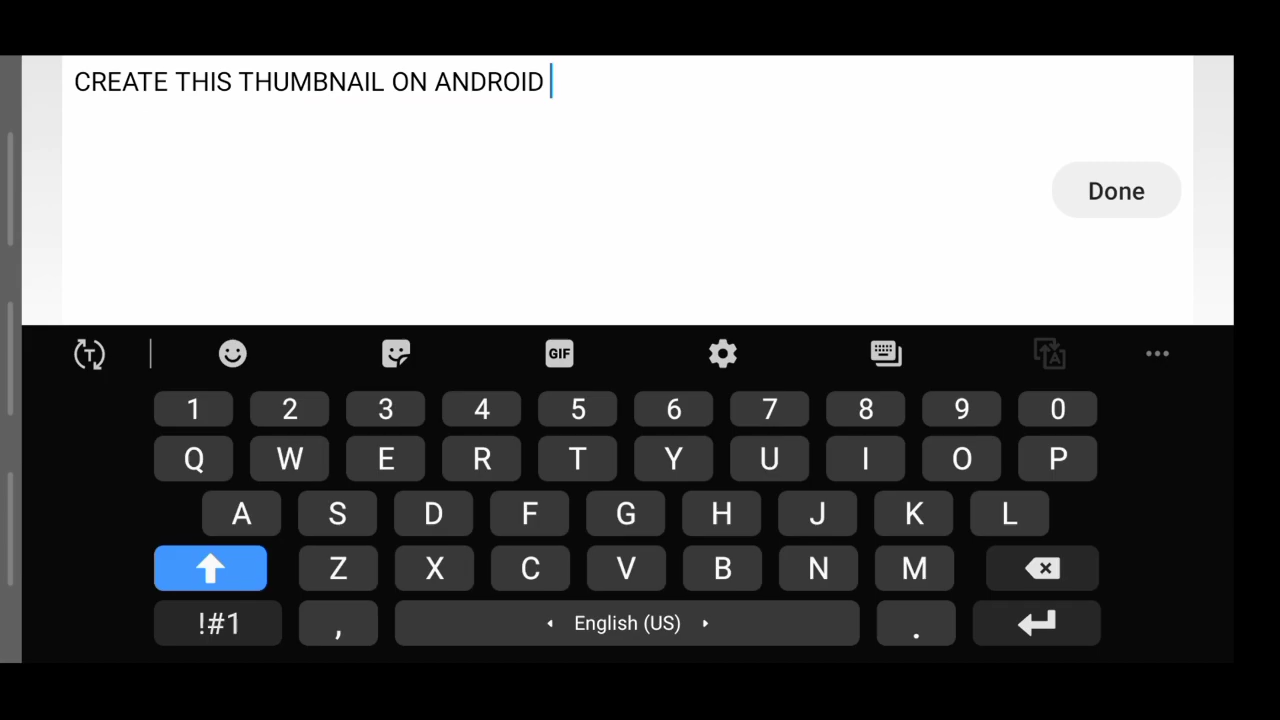 CREATE THIS THUMBNAIL ON ANDROID
Done
T GIF A
1 2 3 4 5 6 7 8 9 0
Q W E R T Y U I O P
A S D F G H J K L
Z X C V B N M
!#1 , English (US) .